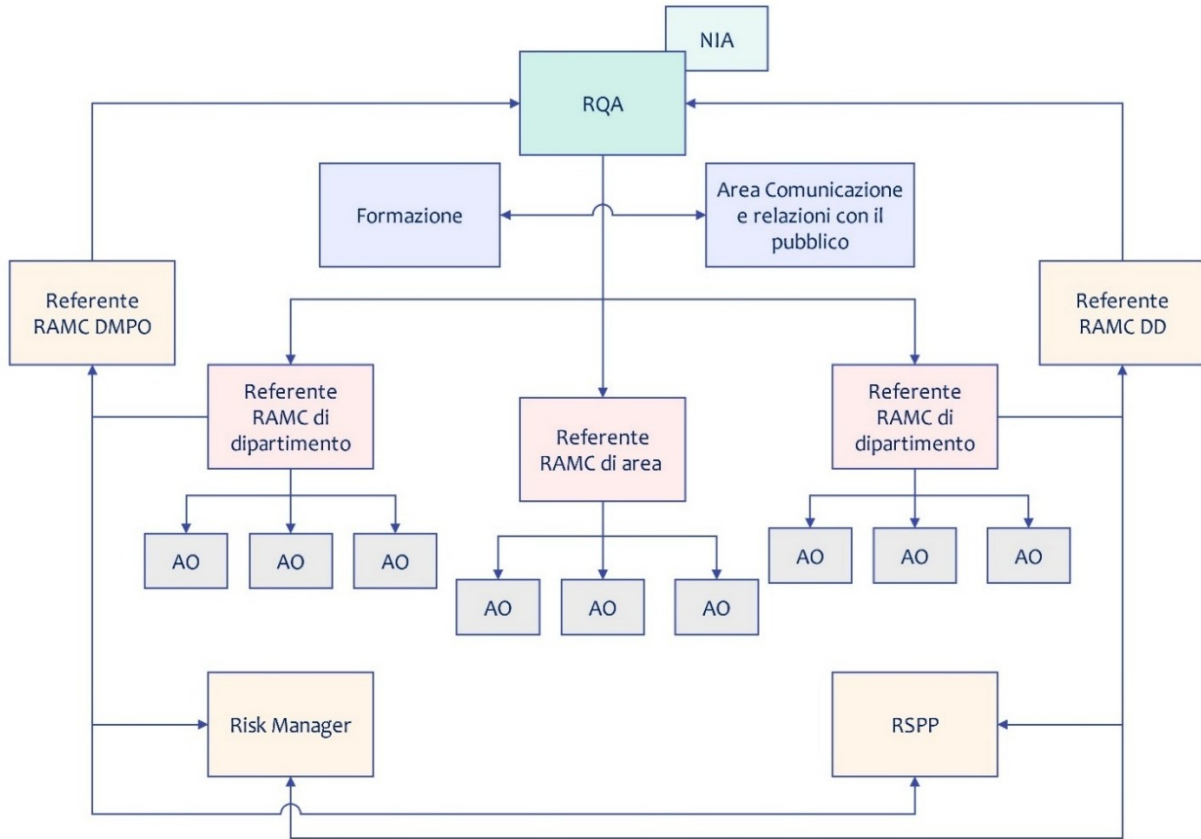 NIA
RQA
Formazione
Area Comunicazione
e relazioni con il
pubblico
Referente
RAMC DMPO
Referente
RAMC DD
Referente
RAMC di
dipartimento
Referente
RAMC di area
Referente
RAMC di
dipartimento
AO
AO
AO
AO
AO
AO
AO
AO
AO
Risk Manager
RSPP